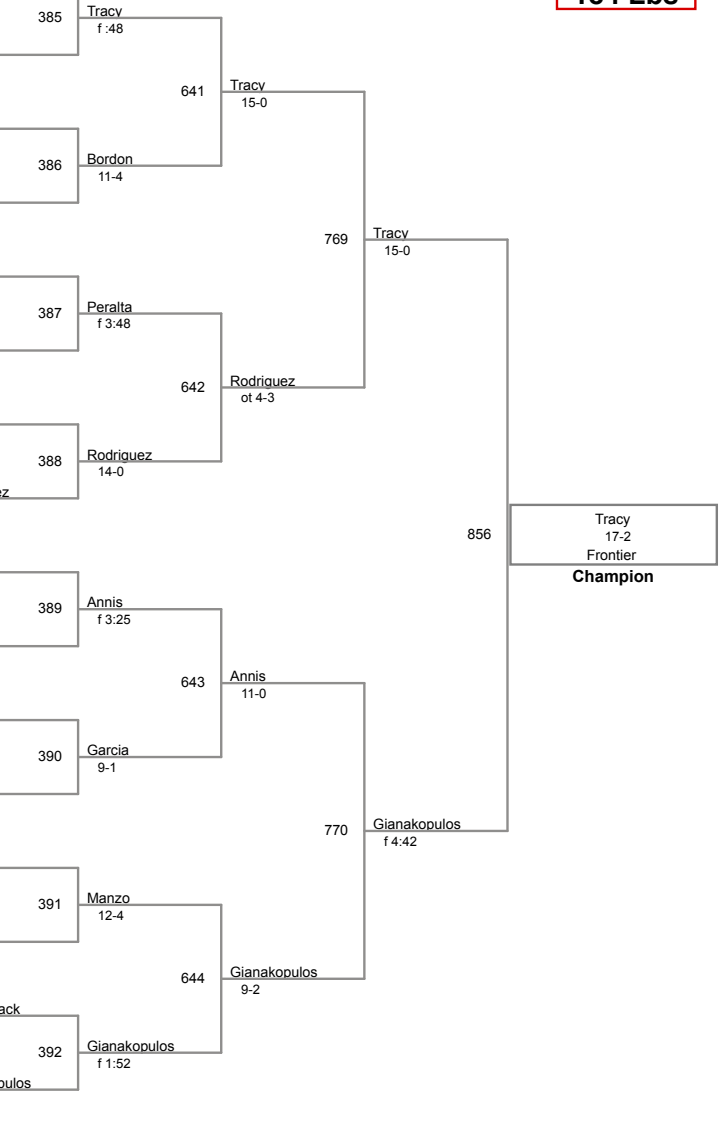 385
Tracy
f :48
641
Tracy
15-0
386
Bordon
11-4
769
Tracy
15-0
387
Peralta
f 3:48
642
Rodriguez
ot 4-3
388
Rodriguez
14-0
856
Tracy
17-2
Frontier
Champion
389
Annis
f 3:25
643
Annis
11-0
390
Garcia
9-1
770
Gianakopulos
f 4:42
391
Manzo
12-4
644
Gianakopulos
9-2
ack
392
Gianakopulos
f 1:52